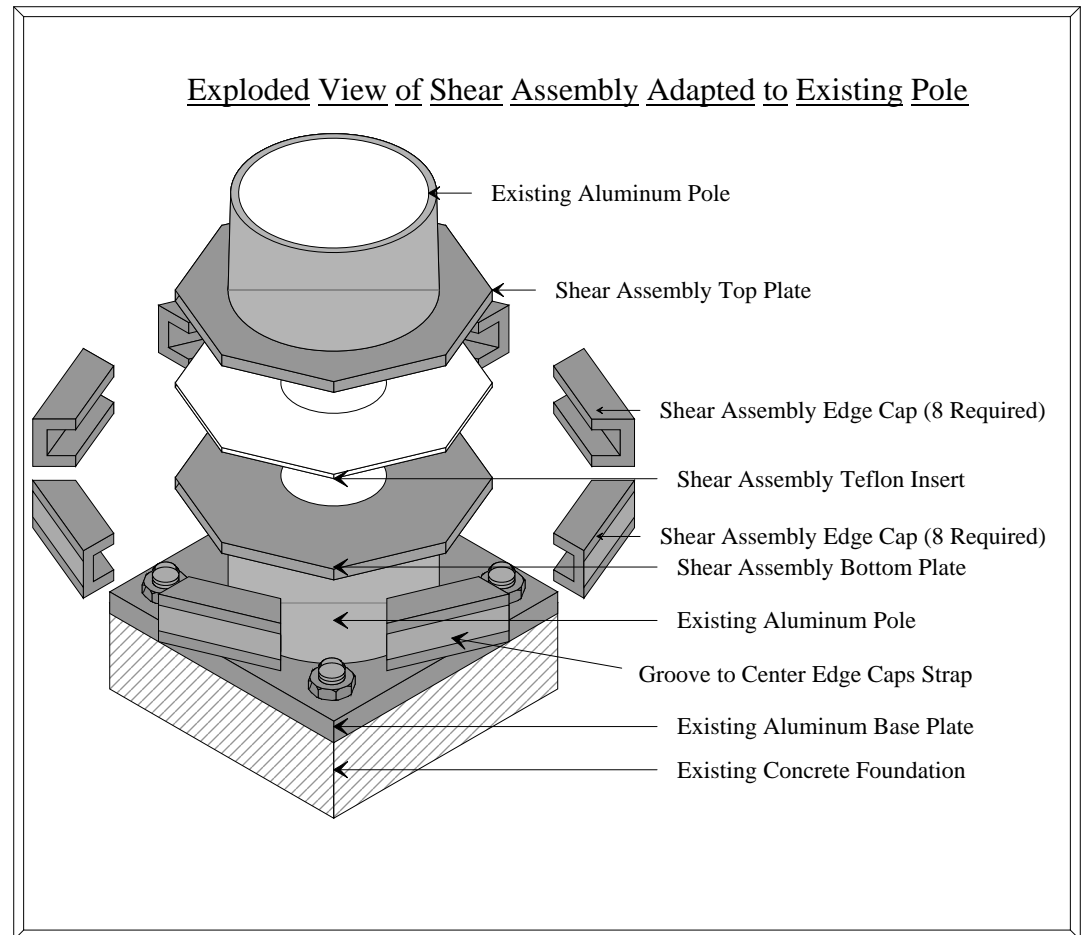 Exploded View of Shear Assembly Adapted to Existing Pole
Existing Aluminum Pole
Shear Assembly Top Plate
Shear Assembly Edge Cap (8 Required)
Shear Assembly Teflon Insert
Shear Assembly Edge Cap (8 Required)
Shear Assembly Bottom Plate
Existing Aluminum Pole
Groove to Center Edge Caps Strap
Existing Aluminum Base Plate
Existing Concrete Foundation